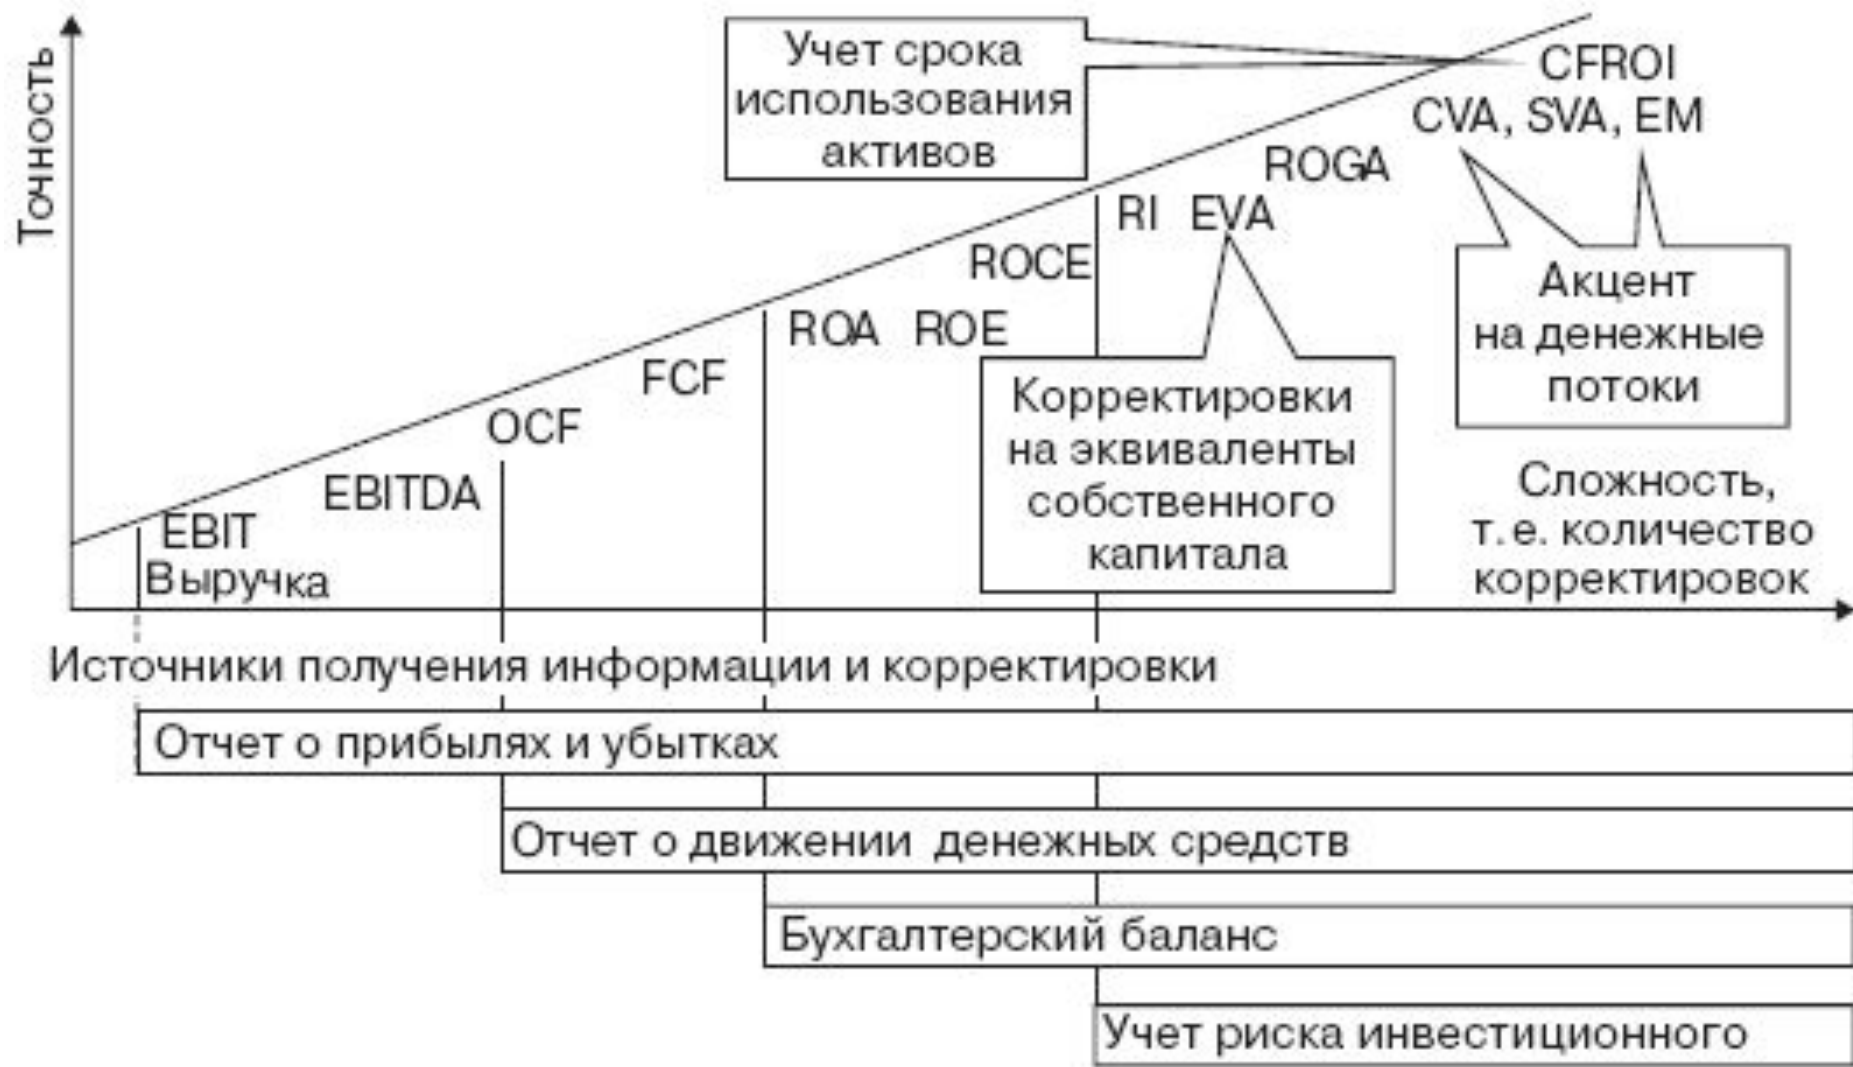 Точность
Учет срока
использования
активов
CFROI
CVA, SVA, EM
ROGA
RI EVA
ROCE
ROA ROE
FCF
OCF
EBITDA
EBIT
Выручка
Корректировки
на эквиваленты
собственного
капитала
Акцент
на денежные
потоки
Сложность,
т. е. количество
корректировок
Источники получения информации и корректировки
Отчет о прибылях и убытках
Отчет о движении денежных средств
Бухгалтерский баланс
Учет риска инвестиционного